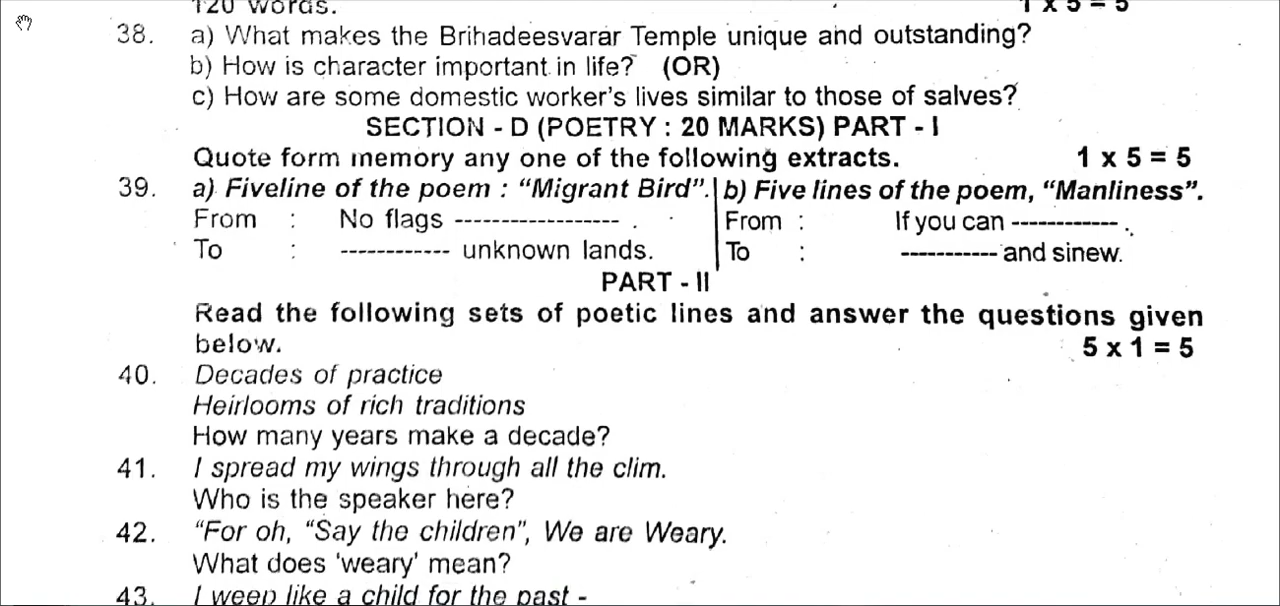 120 words. 1 x 5 = 5
38. a) What makes the Brihadeesvarar Temple unique and outstanding?
b) How is character important in life? (OR)
c) How are some domestic worker's lives similar to those of salves?
SECTION - D (POETRY : 20 MARKS) PART - I
Quote form memory any one of the following extracts. 1 x 5 = 5
39. a) Fiveline of the poem : “Migrant Bird”. b) Five lines of the poem, “Manliness”.
From : No flags ------------------ . From : If you can ------------ .
To : ------------ unknown lands. To : ----------- and sinew.
PART - II
Read the following sets of poetic lines and answer the questions given
below. 5 x 1 = 5
40. Decades of practice
Heirlooms of rich traditions
How many years make a decade?
41. I spread my wings through all the clim.
Who is the speaker here?
42. “For oh, “Say the children”, We are Weary.
What does 'weary' mean?
43. I weep like a child for the past -